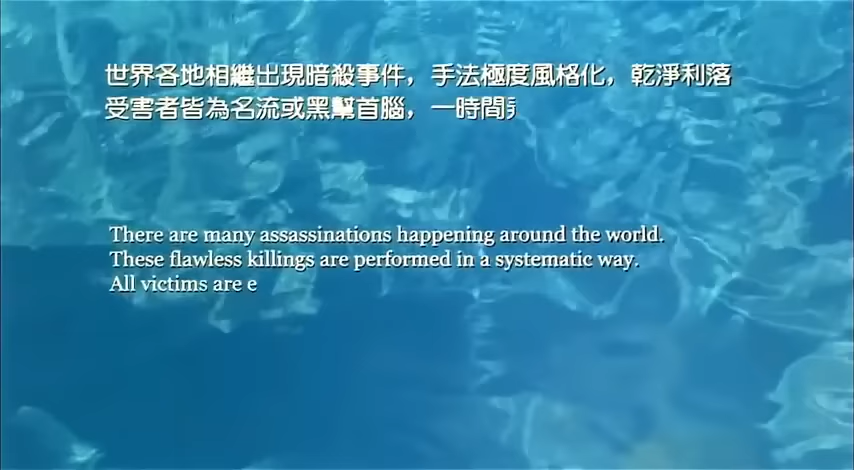 世界各地相繼出現暗殺事件，手法極度風格化，乾淨利落
受害者皆為名流或黑幫首腦，一時間
There are many assassinations happening around the world.
These flawless killings are performed in a systematic way.
All victims are e